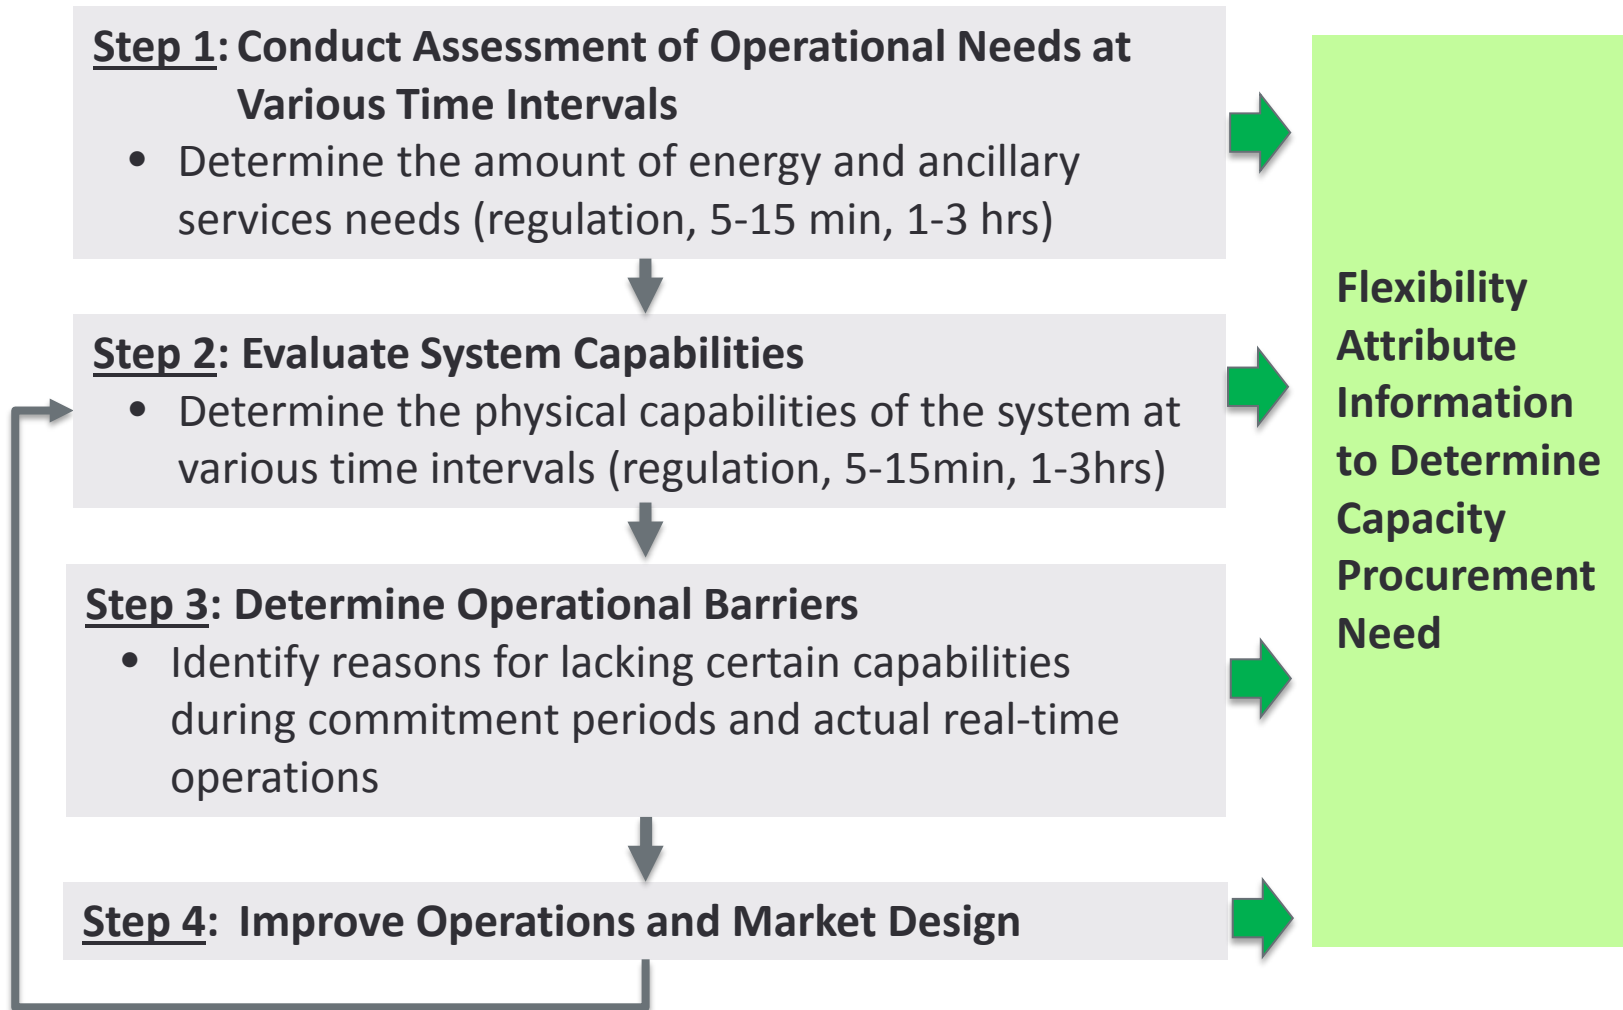 Step 1: Conduct Assessment of Operational Needs at
Various Time Intervals
• Determine the amount of energy and ancillary
services needs (regulation, 5-15 min, 1-3 hrs)
Step 2: Evaluate System Capabilities
• Determine the physical capabilities of the system at
various time intervals (regulation, 5-15min, 1-3hrs)
Step 3: Determine Operational Barriers
• Identify reasons for lacking certain capabilities
during commitment periods and actual real-time
operations
Step 4: Improve Operations and Market Design
Flexibility
Attribute
Information
to Determine
Capacity
Procurement
Need